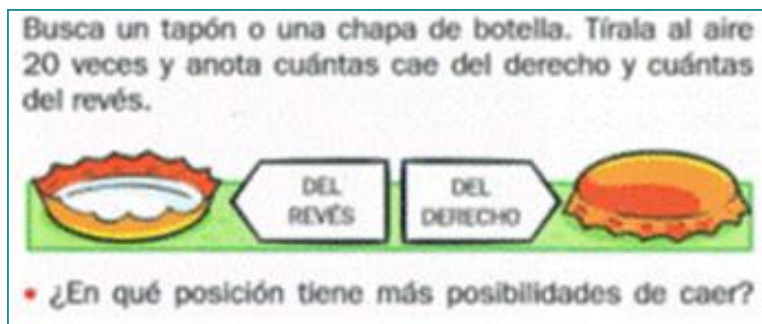 Busca un tapón o una chapa de botella. Tírala al aire
20 veces y anota cuántas cae del derecho y cuántas
del revés.
DEL
REVÉS
DEL
DERECHO
• ¿En qué posición tiene más posibilidades de caer?